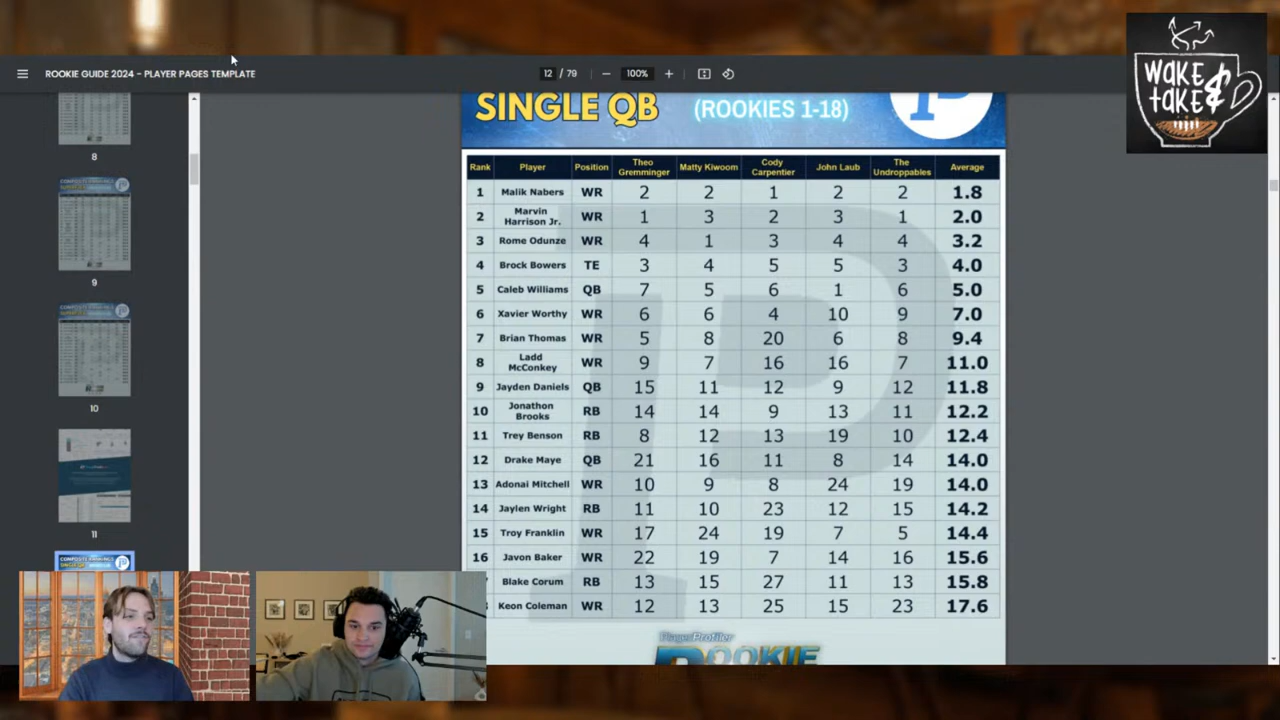 ROOKIE GUIDE 2024 - PLAYER PAGES TEMPLATE
12 / 79
100%
WAKE & TAKE
8
9
10
11
SINGLE QB (ROOKIES 1-18)
Rank Player Position Theo Gremminger Matty Kiwoom Cody Carpentier John Laub The Undroppables Average
1 Malik Nabers WR 2 2 1 2 2 1.8
2 Marvin Harrison Jr. WR 1 3 2 3 1 2.0
3 Rome Odunze WR 4 1 3 4 4 3.2
4 Brock Bowers TE 3 4 5 5 3 4.0
5 Caleb Williams QB 7 5 6 1 6 5.0
6 Xavier Worthy WR 6 6 4 10 9 7.0
7 Brian Thomas WR 5 8 20 6 8 9.4
8 Ladd McConkey WR 9 7 16 16 7 11.0
9 Jayden Daniels QB 15 11 12 9 12 11.8
10 Jonathon Brooks RB 14 14 9 13 11 12.2
11 Trey Benson RB 8 12 13 19 10 12.4
12 Drake Maye QB 21 16 11 8 14 14.0
13 Adonai Mitchell WR 10 9 8 24 19 14.0
14 Jaylen Wright RB 11 10 23 12 15 14.2
15 Troy Franklin WR 17 24 19 7 5 14.4
16 Javon Baker WR 22 19 7 14 16 15.6
Blake Corum RB 13 15 27 11 13 15.8
Keon Coleman WR 12 13 25 15 23 17.6
PlayerProfiler
ROOKIE